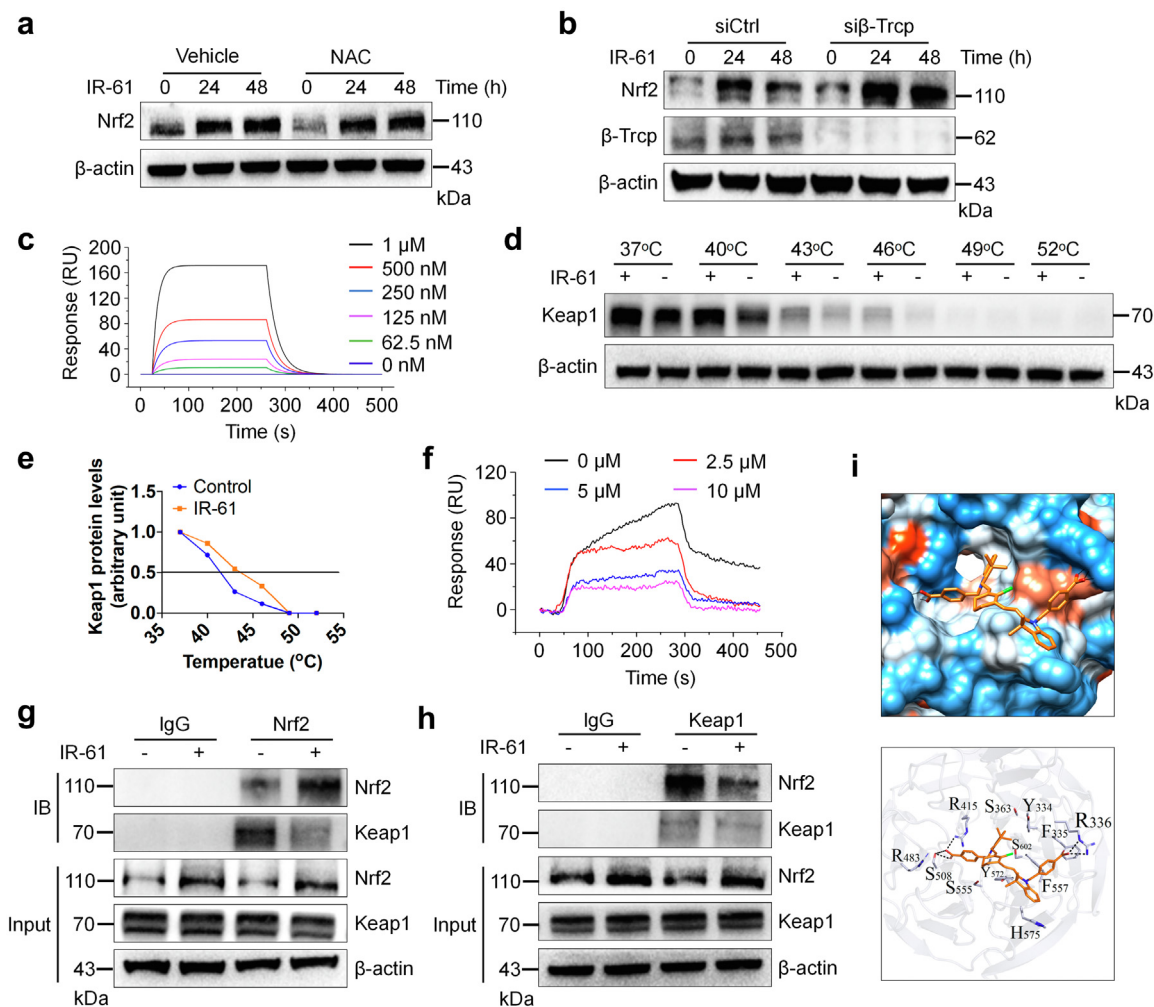 a
Vehicle NAC
IR-61 0 24 48 0 24 48 Time (h)
Nrf2 110
β-actin 43
kDa
b
siCtrl siβ-Trcp
IR-61 0 24 48 0 24 48 Time (h)
Nrf2 110
β-Trcp 62
β-actin 43
kDa
c
Response (RU)
200
160
120
80
40
0
0 100 200 300 400 500
Time (s)
1 μM
500 nM
250 nM
125 nM
62.5 nM
0 nM
d
37°C 40°C 43°C 46°C 49°C 52°C
IR-61 + - + - + - + - + - + -
Keap1 70
β-actin 43
kDa
e
Keap1 protein levels
(arbitrary unit)
1.5
1.0
0.5
0.0
35 40 45 50 55
Temperatue (°C)
Control
IR-61
f
Response (RU)
120
80
40
0
0 100 200 300 400 500
Time (s)
0 μM 2.5 μM
5 μM 10 μM
g
IgG Nrf2
IR-61 - + - +
IB
110 Nrf2
70 Keap1
Input
110 Nrf2
70 Keap1
43 β-actin
kDa
h
IgG Keap1
IR-61 - + - +
IB
110 Nrf2
70 Keap1
Input
110 Nrf2
70 Keap1
43 β-actin
kDa
i
R415 S363 Y334
F335 R336
R483 S602
S508 Y572
S555 F557
H575